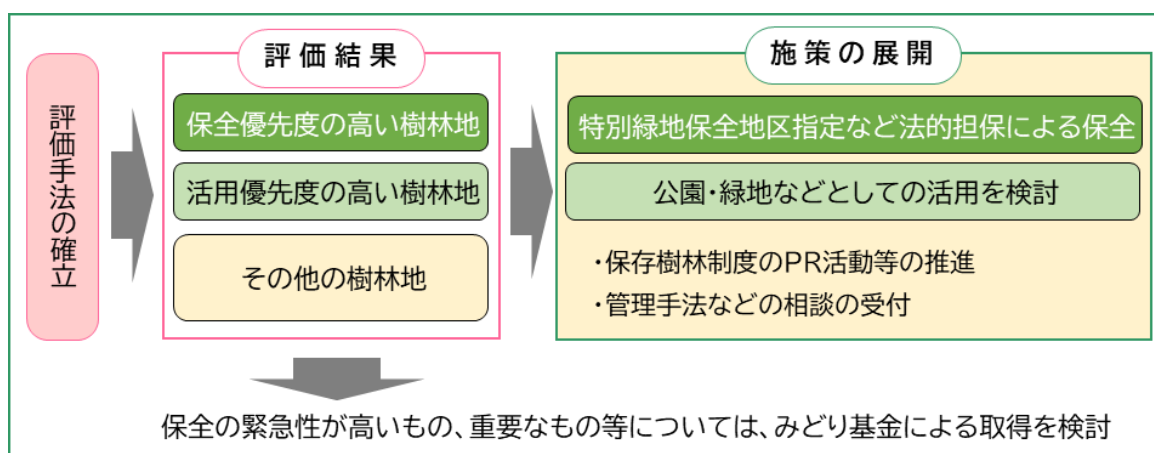 評価手法の確立
評価結果
保全優先度の高い樹林地
活用優先度の高い樹林地
その他の樹林地
施策の展開
特別緑地保全地区指定など法的担保による保全
公園・緑地などとしての活用を検討
・保存樹林制度のPR活動等の推進
・管理手法などの相談の受付
保全の緊急性が高いもの、重要なもの等については、みどり基金による取得を検討